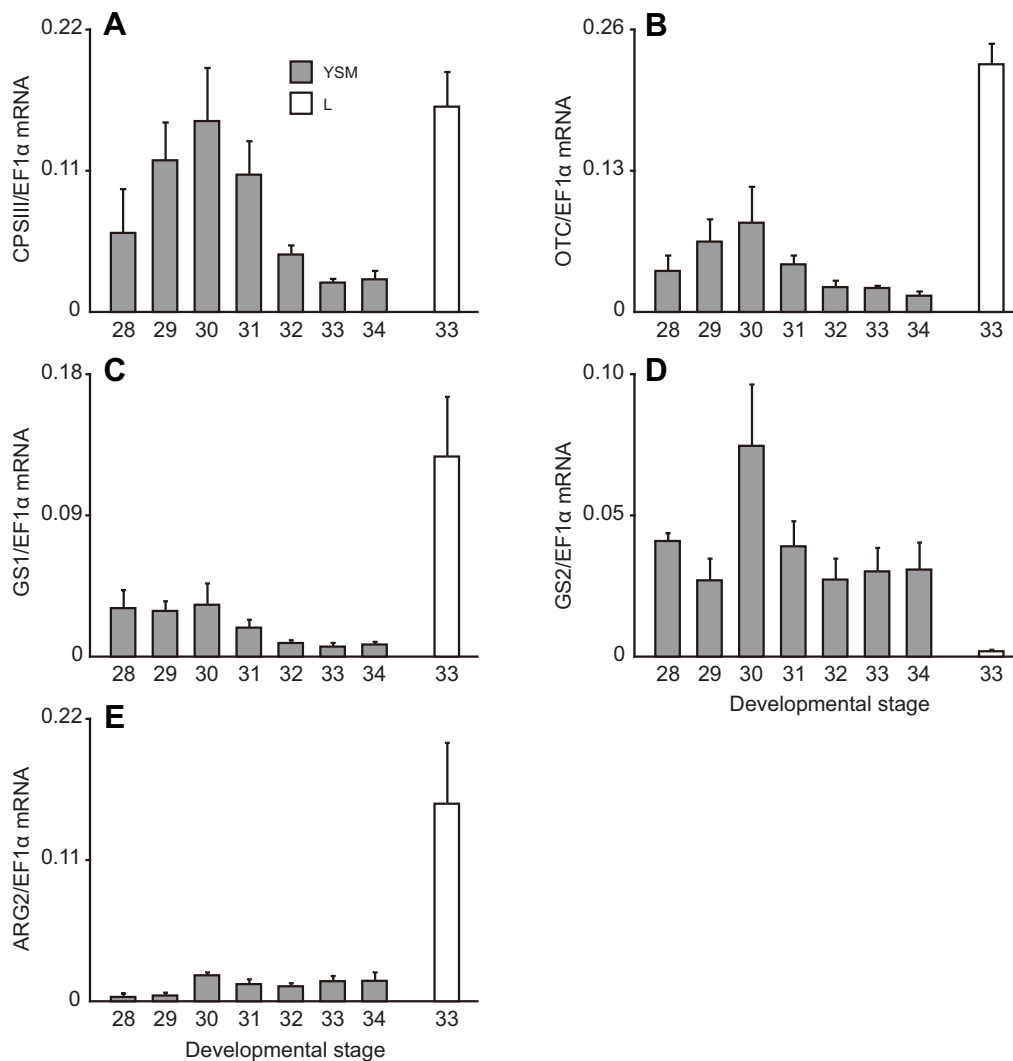 A
0.22
0.11
0
CPSIII/EF1α mRNA
YSM
L
28 29 30 31 32 33 34 33
B
0.26
0.13
0
OTC/EF1α mRNA
28 29 30 31 32 33 34 33
C
0.18
0.09
0
GS1/EF1α mRNA
28 29 30 31 32 33 34 33
D
0.10
0.05
0
GS2/EF1α mRNA
28 29 30 31 32 33 34 33
Developmental stage
E
0.22
0.11
0
ARG2/EF1α mRNA
28 29 30 31 32 33 34 33
Developmental stage